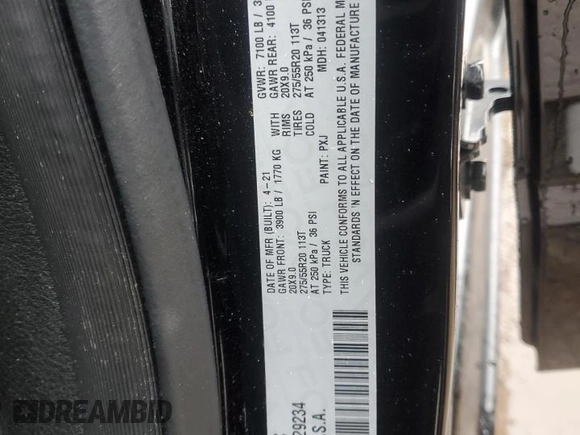 DATE OF MFR (BUILT): 4-21
GVWR: 7100 LB / 3
GAWR FRONT: 3900 LB / 1770 KG WITH
GAWR REAR: 4100
20X9.0 RIMS 20X9.0
275/55R20 113T TIRES 275/55R20 113T
AT 250 kPa / 36 PSI COLD AT 250 kPa / 36 PSI
TYPE: TRUCK PAINT: PXJ MDH: 041313
THIS VEHICLE CONFORMS TO ALL APPLICABLE U.S.A. FEDERAL M
STANDARDS IN EFFECT ON THE DATE OF MANUFACTURE
29234
.S.A.
DREAMBID